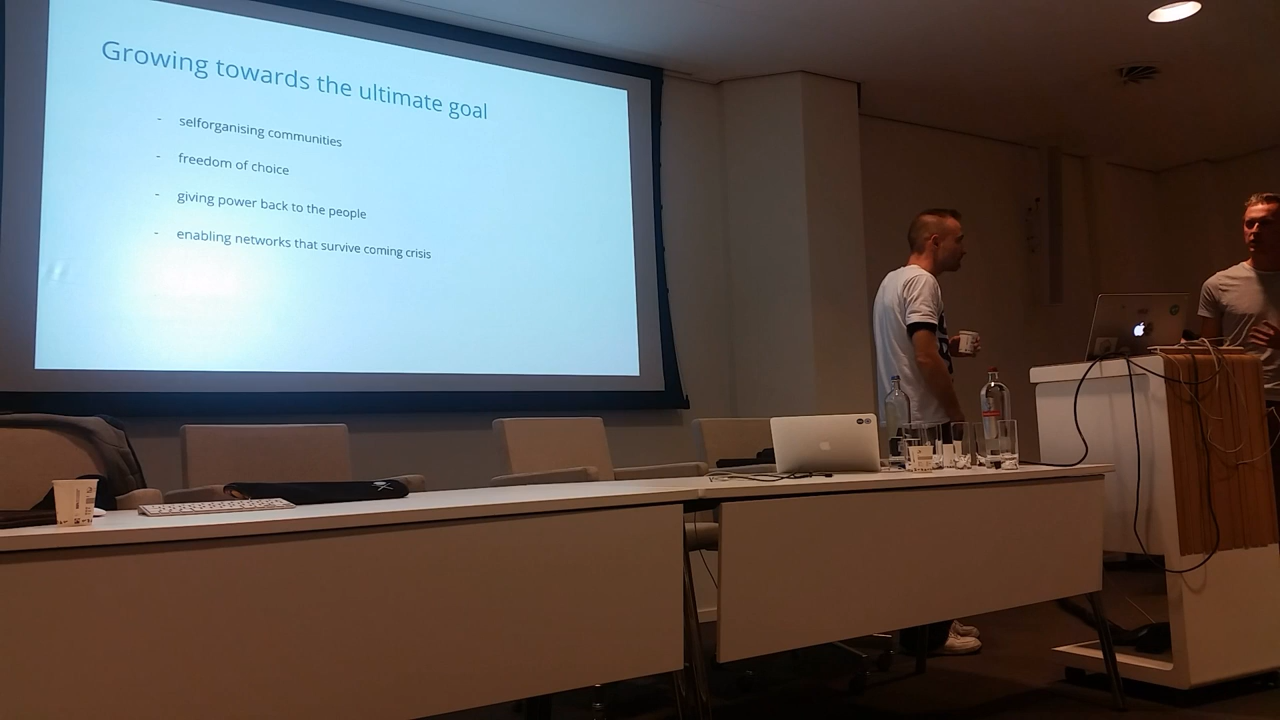 Growing towards the ultimate goal
- selforganising communities
- freedom of choice
- giving power back to the people
- enabling networks that survive coming crisis